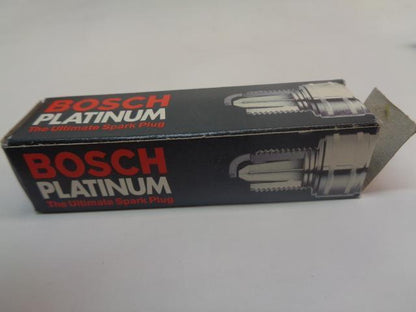 BOSCH
PLATINUM
The Ultimate Spark Plug
BOSCH
PLATINUM
The Ultimate Spark Plug